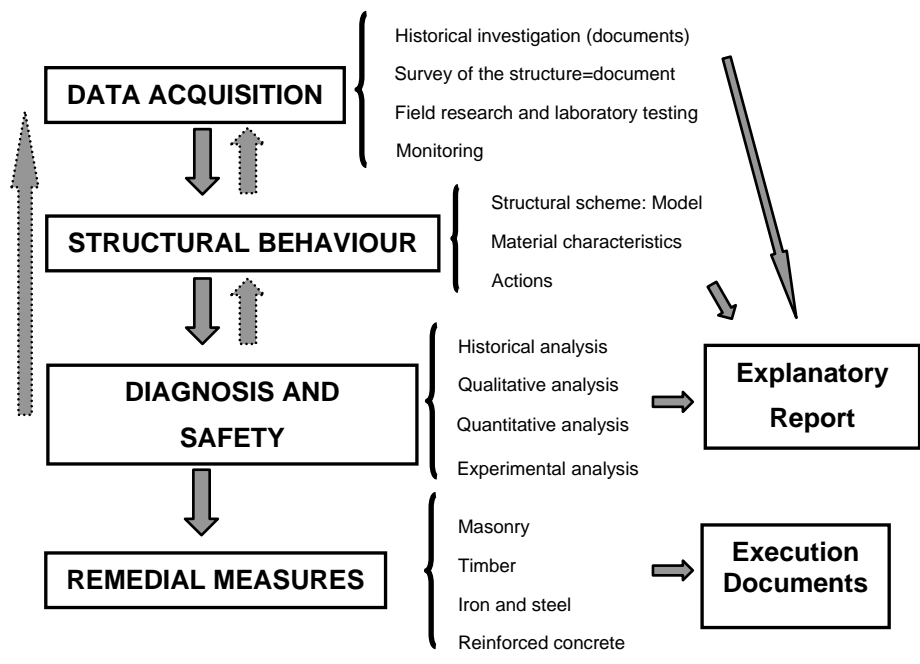 DATA ACQUISITION
Historical investigation (documents)
Survey of the structure=document
Field research and laboratory testing
Monitoring
STRUCTURAL BEHAVIOUR
Structural scheme: Model
Material characteristics
Actions
DIAGNOSIS AND
SAFETY
Historical analysis
Qualitative analysis
Quantitative analysis
Experimental analysis
Explanatory
Report
REMEDIAL MEASURES
Masonry
Timber
Iron and steel
Reinforced concrete
Execution
Documents